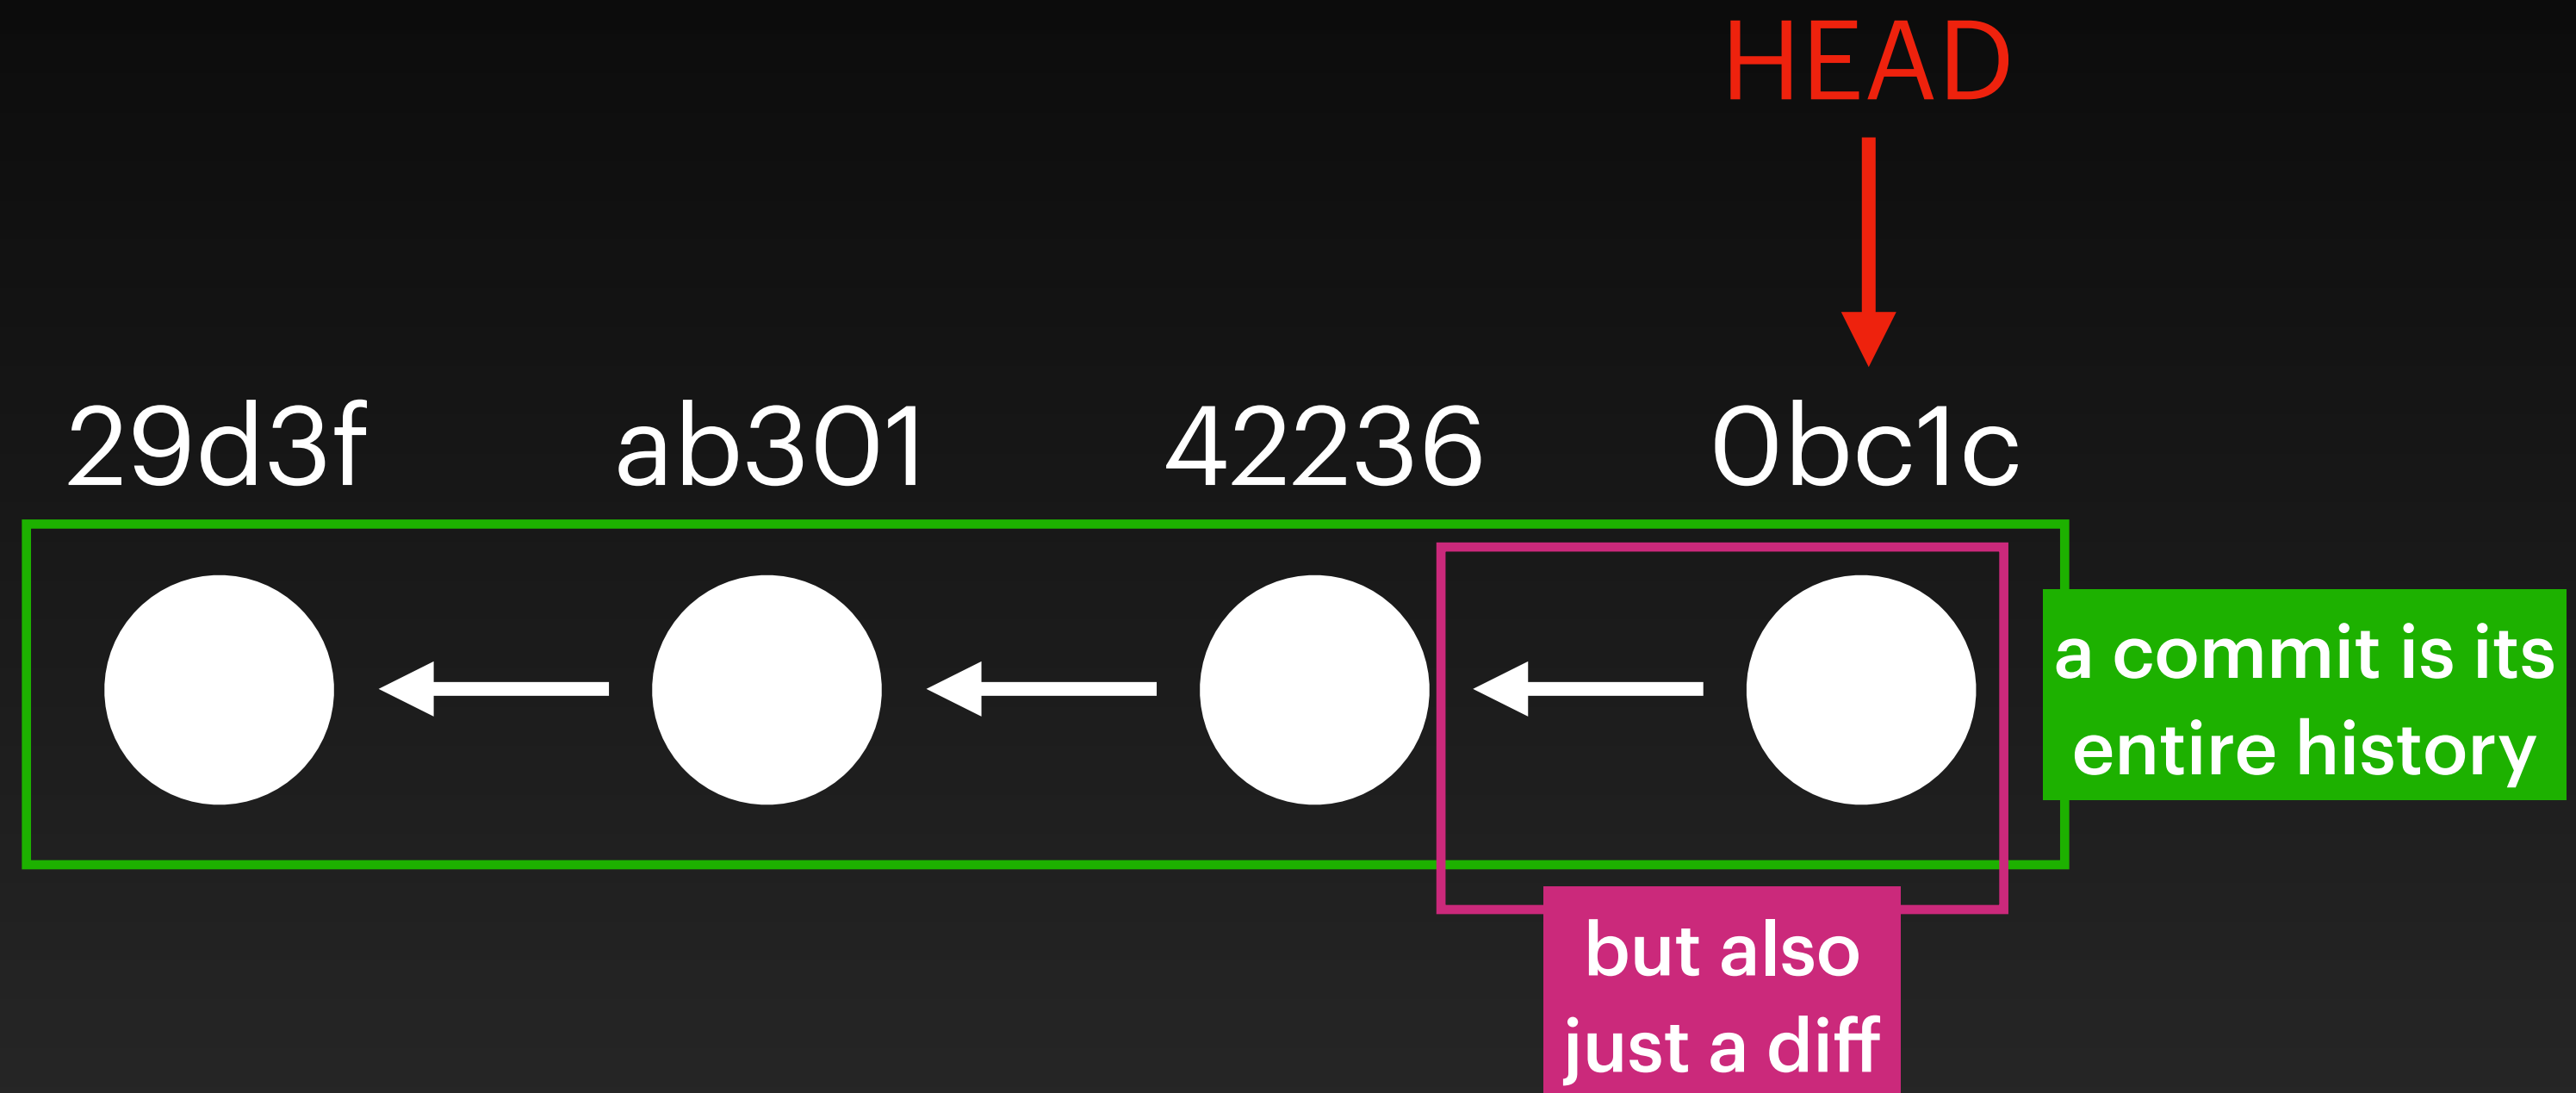 HEAD
29d3f ab301 42236 0bc1c
a commit is its
entire history
but also
just a diff